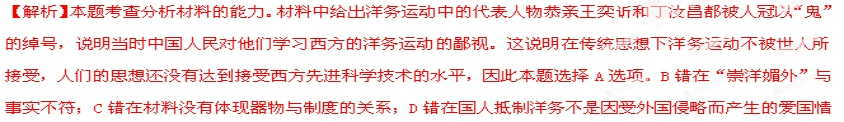 【解析】本题考查分析材料的能力。材料中给出洋务运动中的代表人物恭亲王奕訢和丁汝昌都被人冠以“鬼”
的绰号，说明当时中国人民对他们学习西方的洋务运动的鄙视。这说明在传统思想下洋务运动不被世人所
接受，人们的思想还没有达到接受西方先进科学技术的水平，因此本题选择 A 选项。B 错在“崇洋媚外”与
事实不符；C 错在材料没有体现器物与制度的关系；D 错在国人抵制洋务不是因受外国侵略而产生的爱国情